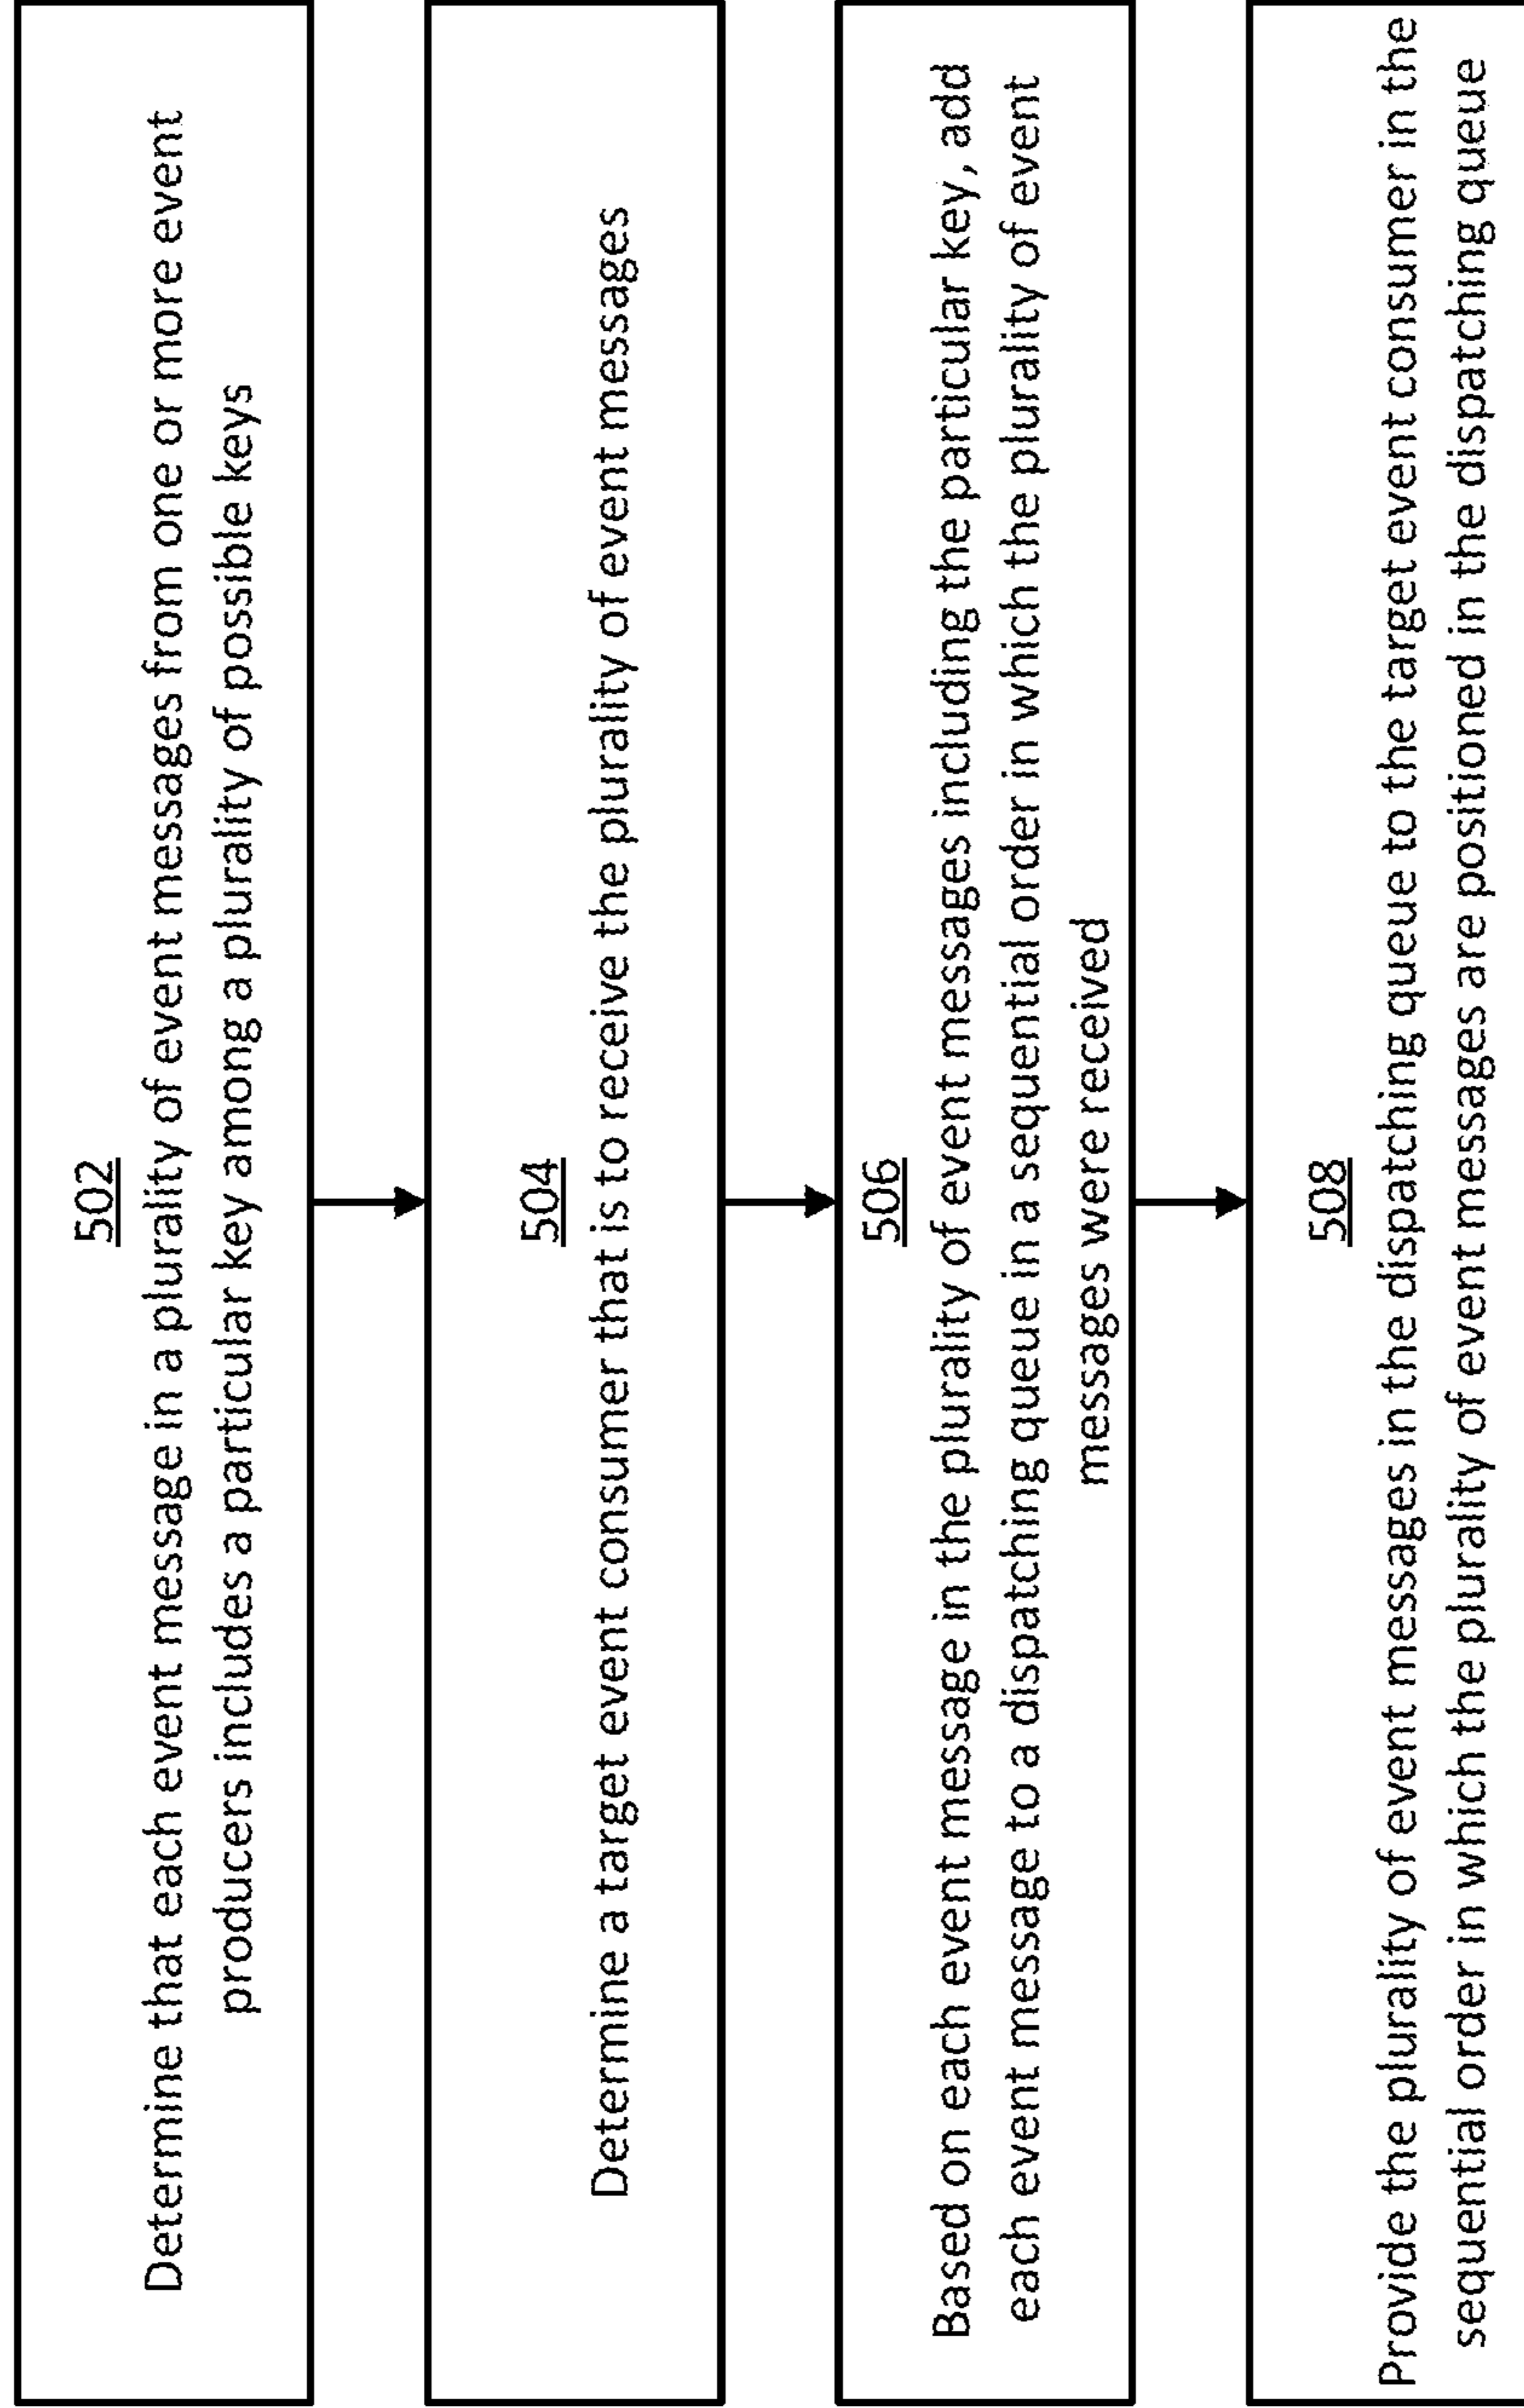 502
Determine that each event message in a plurality of event messages from one or more event
producers includes a particular key among a plurality of possible keys
504
Determine a target event consumer that is to receive the plurality of event messages
506
Based on each event message in the plurality of event messages including the particular key, add
each event message to a dispatching queue in a sequential order in which the plurality of event
messages were received
508
Provide the plurality of event messages in the dispatching queue to the target event consumer in the
sequential order in which the plurality of event messages are positioned in the dispatching queue